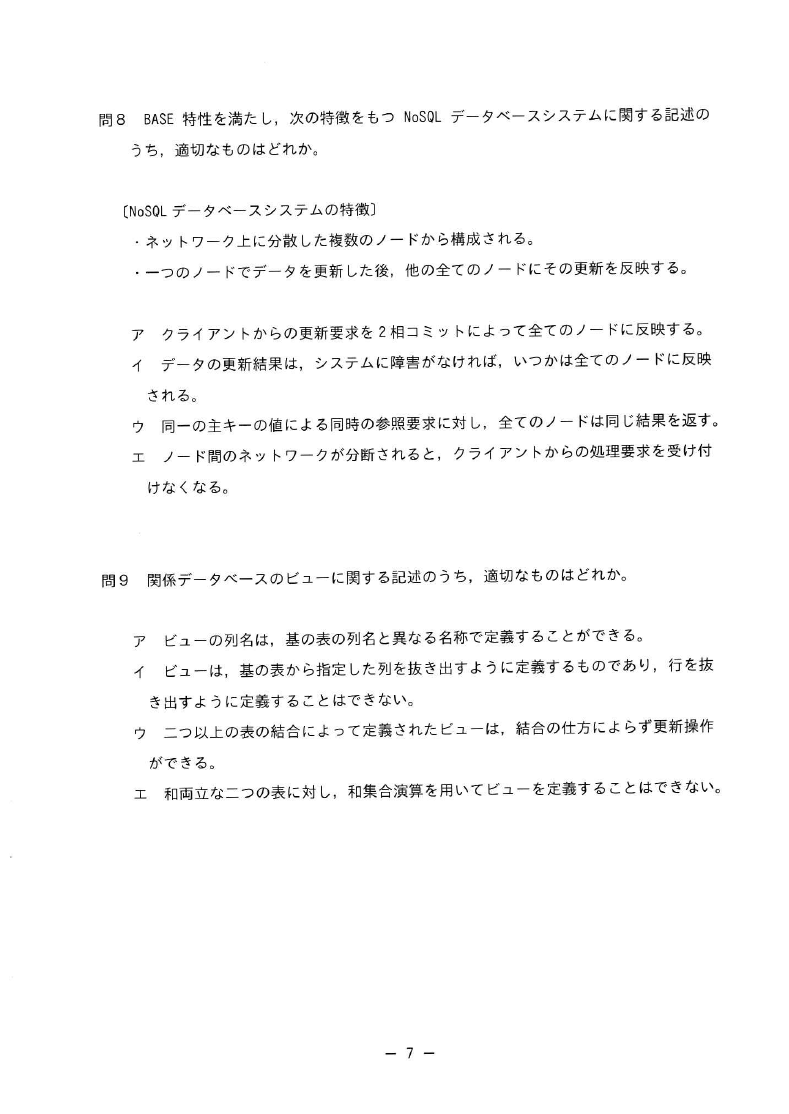 問8 BASE 特性を満たし，次の特徴をもつ NoSQL データベースシステムに関する記述の
うち，適切なものはどれか。
〔NoSQL データベースシステムの特徴〕
・ネットワーク上に分散した複数のノードから構成される。
・一つのノードでデータを更新した後，他の全てのノードにその更新を反映する。
ア クライアントからの更新要求を2相コミットによって全てのノードに反映する。
イ データの更新結果は，システムに障害がなければ，いつかは全てのノードに反映
される。
ウ 同一の主キーの値による同時の参照要求に対し，全てのノードは同じ結果を返す。
エ ノード間のネットワークが分断されると，クライアントからの処理要求を受け付
けなくなる。
問9 関係データベースのビューに関する記述のうち，適切なものはどれか。
ア ビューの列名は，基の表の列名と異なる名称で定義することができる。
イ ビューは，基の表から指定した列を抜き出すように定義するものであり，行を抜
き出すように定義することはできない。
ウ 二つ以上の表の結合によって定義されたビューは，結合の仕方によらず更新操作
ができる。
エ 和両立な二つの表に対し，和集合演算を用いてビューを定義することはできない。
― 7 ―